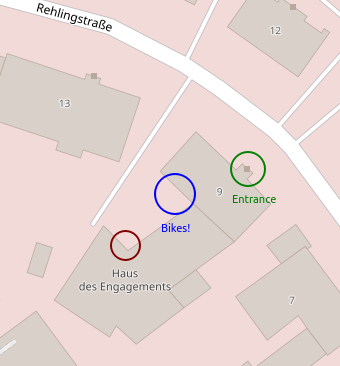 Rehlingstraße
12
13
9
Entrance
Bikes!
Haus
des Engagements
7